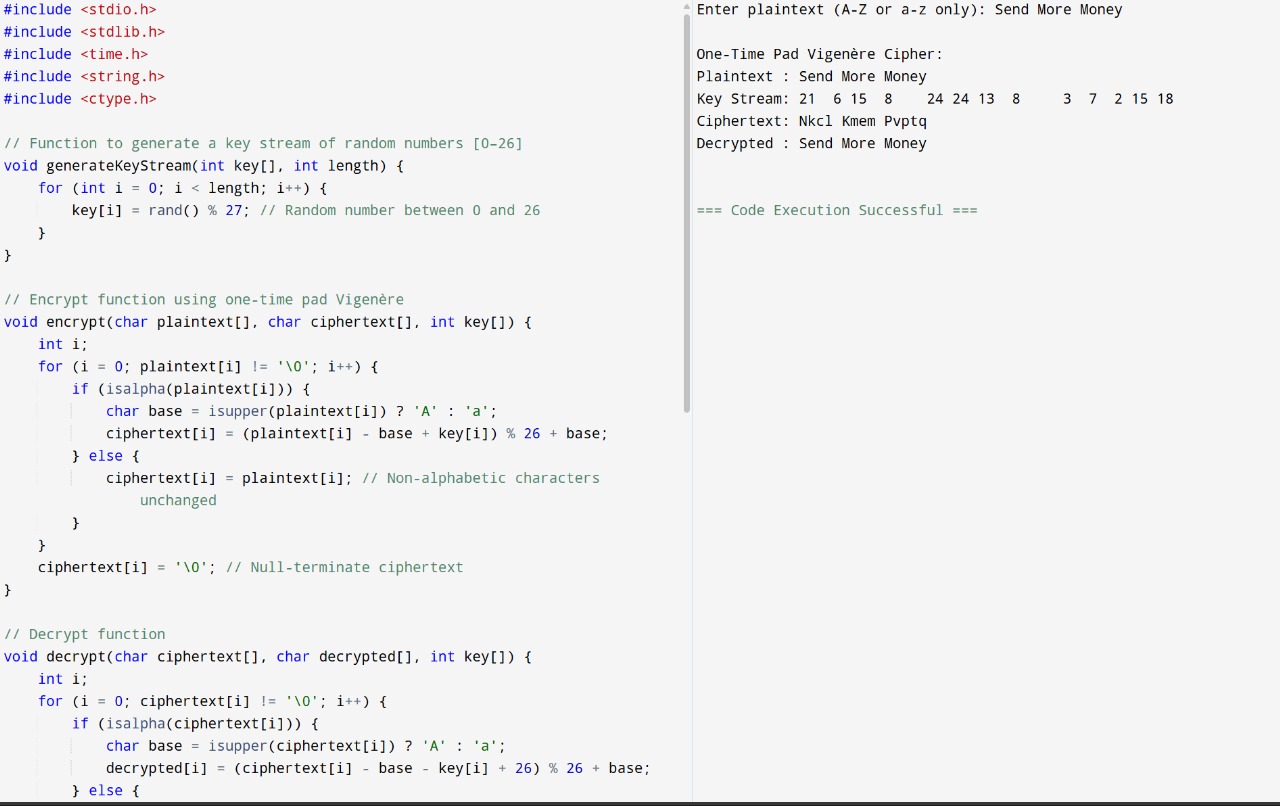 #include <stdio.h>
#include <stdlib.h>
#include <time.h>
#include <string.h>
#include <ctype.h>

// Function to generate a key stream of random numbers [0–26]
void generateKeyStream(int key[], int length) {
    for (int i = 0; i < length; i++) {
        key[i] = rand() % 27; // Random number between 0 and 26
    }
}

// Encrypt function using one-time pad Vigenère
void encrypt(char plaintext[], char ciphertext[], int key[]) {
    int i;
    for (i = 0; plaintext[i] != '\0'; i++) {
        if (isalpha(plaintext[i])) {
            char base = isupper(plaintext[i]) ? 'A' : 'a';
            ciphertext[i] = (plaintext[i] - base + key[i]) % 26 + base;
        } else {
            ciphertext[i] = plaintext[i]; // Non-alphabetic characters
                unchanged
        }
    }
    ciphertext[i] = '\0'; // Null-terminate ciphertext
}

// Decrypt function
void decrypt(char ciphertext[], char decrypted[], int key[]) {
    int i;
    for (i = 0; ciphertext[i] != '\0'; i++) {
        if (isalpha(ciphertext[i])) {
            char base = isupper(ciphertext[i]) ? 'A' : 'a';
            decrypted[i] = (ciphertext[i] - base - key[i] + 26) % 26 + base;
        } else {
Enter plaintext (A-Z or a-z only): Send More Money

One-Time Pad Vigenère Cipher:
Plaintext : Send More Money
Key Stream: 21  6 15  8    24 24 13  8     3  7  2 15 18
Ciphertext: Nkcl Kmem Pvptq
Decrypted : Send More Money

=== Code Execution Successful ===